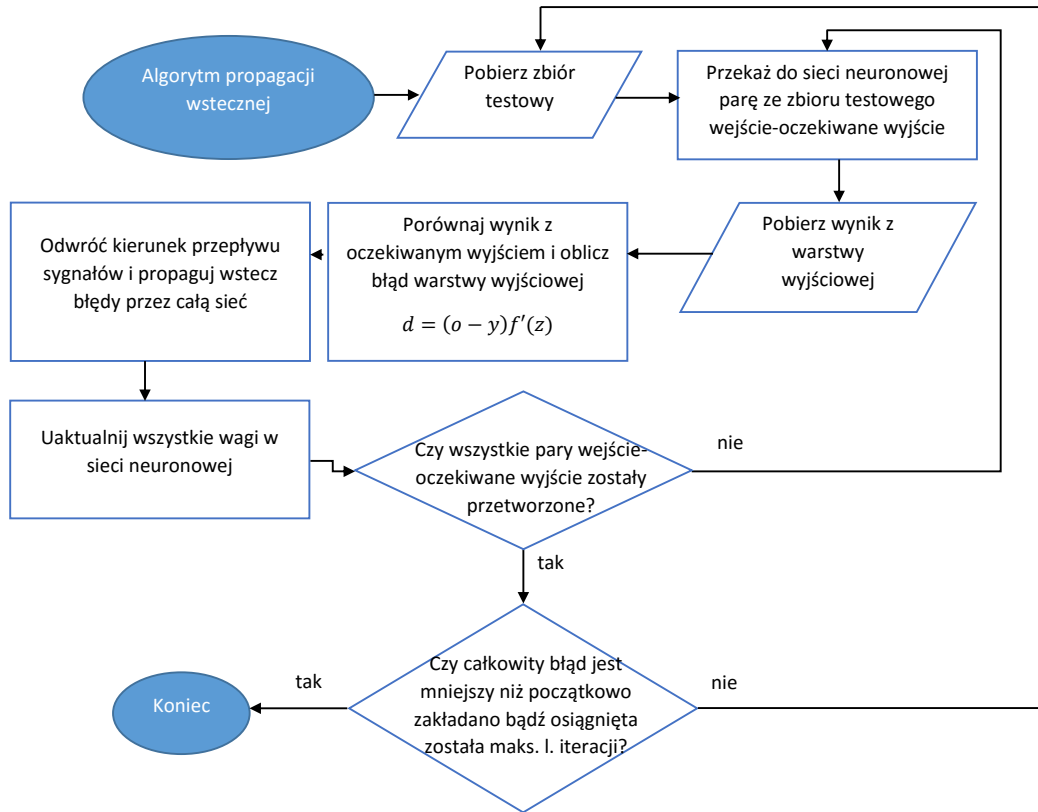 Algorytm propagacji
wstecznej
Pobierz zbiór
testowy
Przekaż do sieci neuronowej
parę ze zbioru testowego
wejście-oczekiwane wyjście
Pobierz wynik z
warstwy
wyjściowej
Porównaj wynik z
oczekiwanym wyjściem i oblicz
błąd warstwy wyjściowej
d = (o − y)f′(z)
Odwróć kierunek przepływu
sygnałów i propaguj wstecz
błędy przez całą sieć
Uaktualnij wszystkie wagi w
sieci neuronowej
Czy wszystkie pary wejście-
oczekiwane wyjście zostały
przetworzone?
nie
tak
Czy całkowity błąd jest
mniejszy niż początkowo
zakładano bądź osiągnięta
została maks. l. iteracji?
tak
nie
Koniec